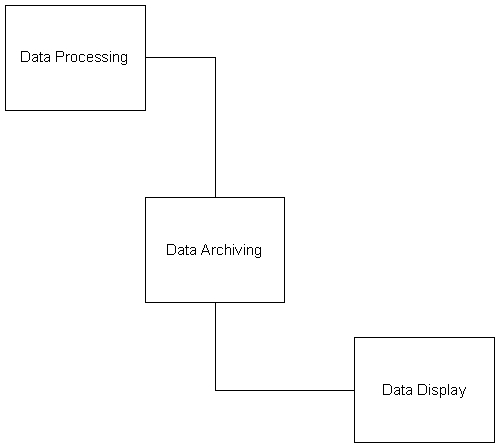 Data Processing
Data Archiving
Data Display